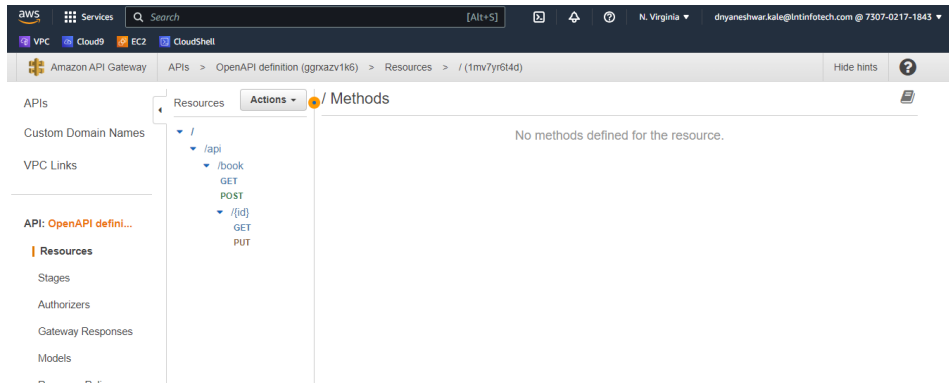 aws Services Search [Alt+S] N. Virginia dnyaneshwar.kale@lntinfotech.com @ 7307-0217-1843
VPC Cloud9 EC2 CloudShell
Amazon API Gateway APIs > OpenAPI definition (ggrxazv1k6) > Resources > / (1mv7yr6t4d) Hide hints ?
APIs
Custom Domain Names
VPC Links
API: OpenAPI defini...
Resources
Stages
Authorizers
Gateway Responses
Models
Resources Actions
/
/api
/book
GET
POST
/{id}
GET
PUT
/ Methods
No methods defined for the resource.